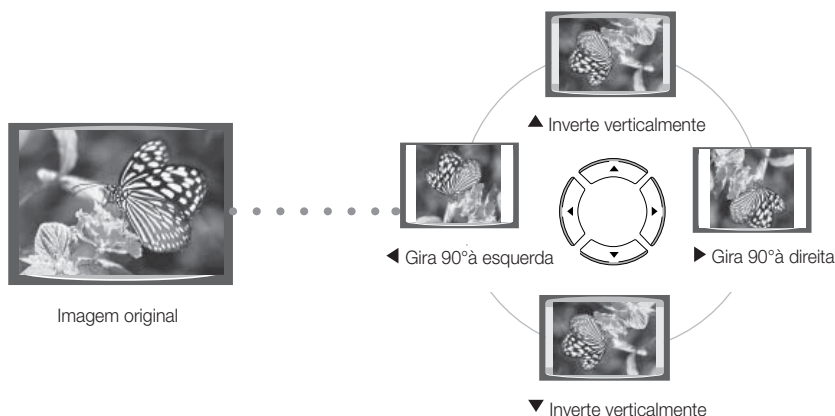 ▲ Inverte verticalmente
◀ Gira 90°à esquerda
▶ Gira 90°à direita
Imagem original
▼ Inverte verticalmente